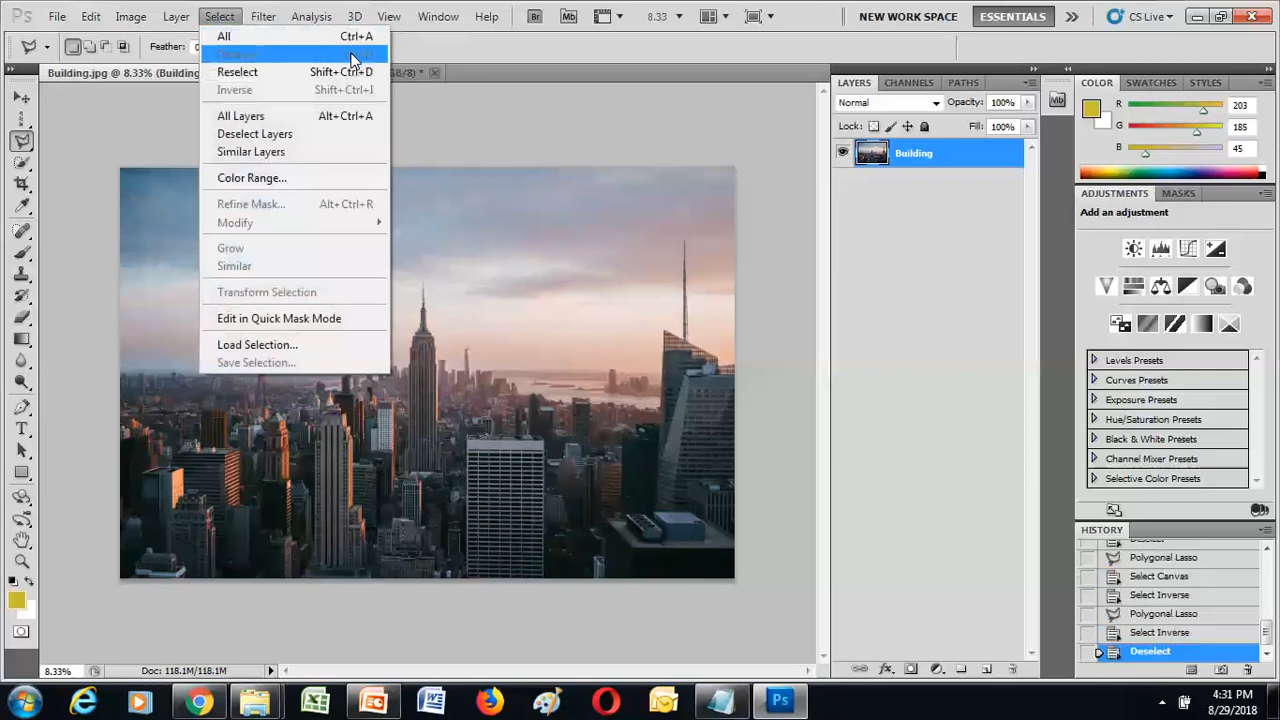 Ps File Edit Image Layer Select Filter Analysis 3D View Window Help Br Mb 8.33 NEW WORK SPACE ESSENTIALS CS Live
Feather:
All Ctrl+A
Reselect Shift+Ctrl+D
Inverse Shift+Ctrl+I
All Layers Alt+Ctrl+A
Deselect Layers
Similar Layers
Color Range...
Refine Mask... Alt+Ctrl+R
Modify
Grow
Similar
Transform Selection
Edit in Quick Mask Mode
Load Selection...
Save Selection...
Building.jpg @ 8.33% (Building GB/8) *
8.33% Doc: 118.1M/118.1M
LAYERS CHANNELS PATHS
Normal Opacity: 100%
Lock: Fill: 100%
Building
Mb
COLOR SWATCHES STYLES
R 203
G 185
B 45
ADJUSTMENTS MASKS
Add an adjustment
Levels Presets
Curves Presets
Exposure Presets
Hue/Saturation Presets
Black & White Presets
Channel Mixer Presets
Selective Color Presets
HISTORY
Polygonal Lasso
Select Canvas
Select Inverse
Polygonal Lasso
Select Inverse
Deselect
Ps
4:31 PM
8/29/2018